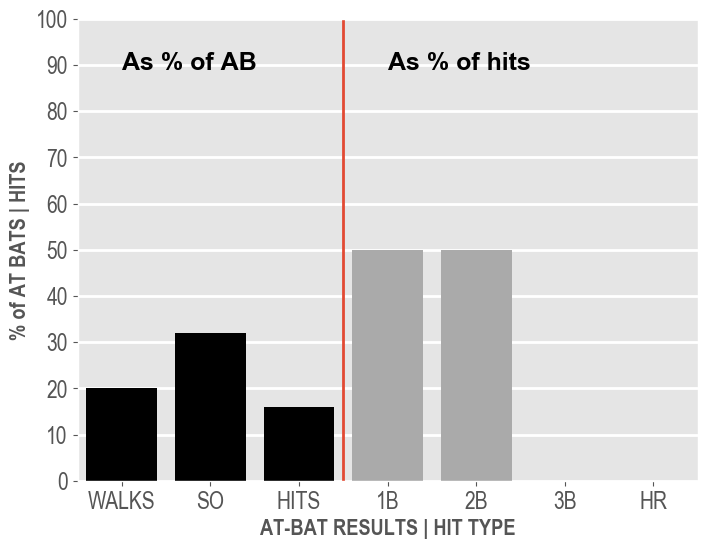 100
90
80
70
60
50
40
30
20
10
0
% of AT BATS | HITS
As % of AB
As % of hits
WALKS SO HITS 1B 2B 3B HR
AT-BAT RESULTS | HIT TYPE